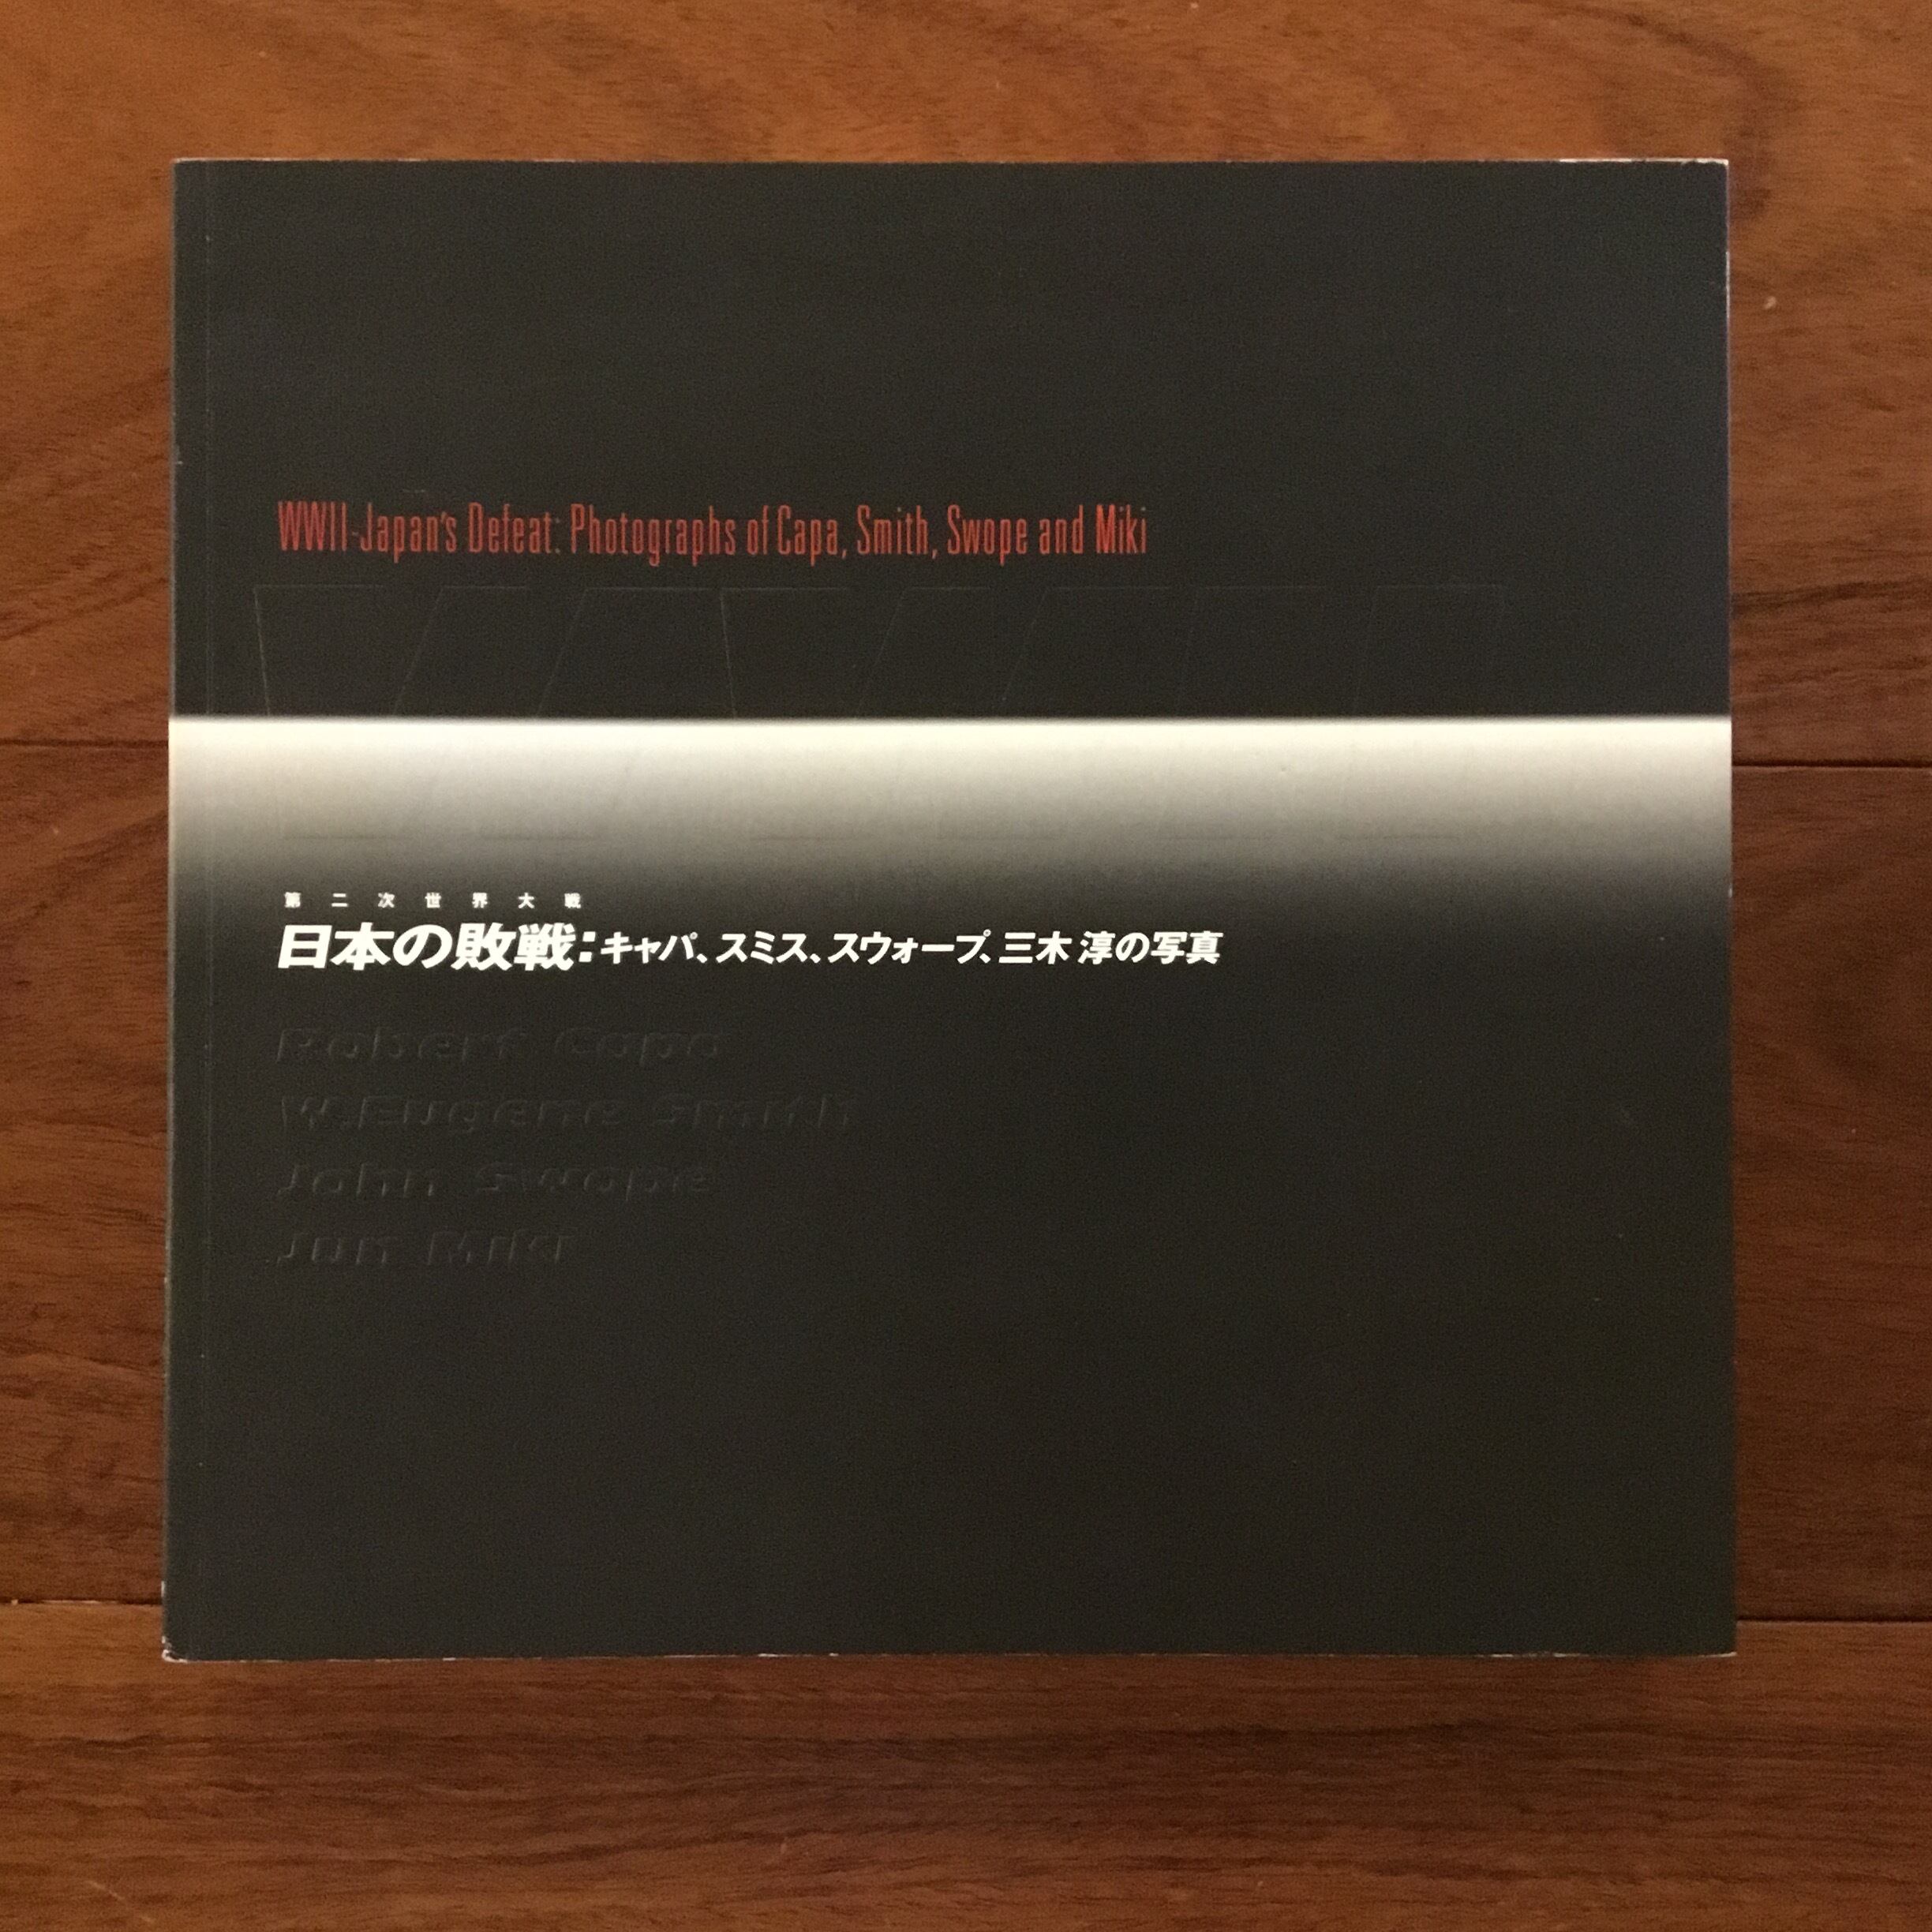 WWII-Japan's Defeat: Photographs of Capa, Smith, Swope and Miki
WWII
第二次世界大戦
日本の敗戦:キャパ、スミス、スウォープ、三木 淳の写真
Robert Capa
W.Eugene Smith
John Swope
Jun Miki